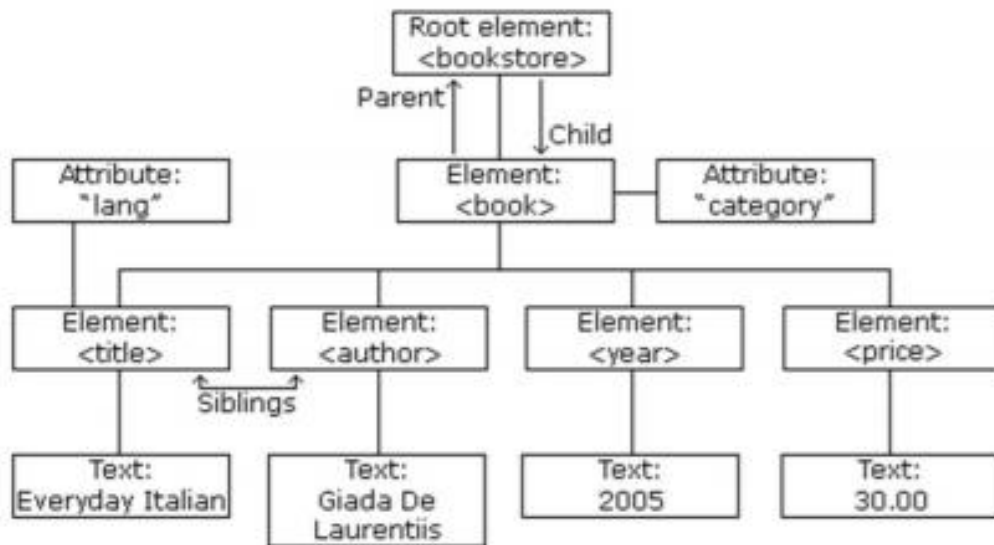 Root element:
<bookstore>
Parent
Child
Attribute:
“lang”
Element:
<book>
Attribute:
“category”
Element:
<title>
Element:
<author>
Element:
<year>
Element:
<price>
Siblings
Text:
Everyday Italian
Text:
Giada De
Laurentiis
Text:
2005
Text:
30.00